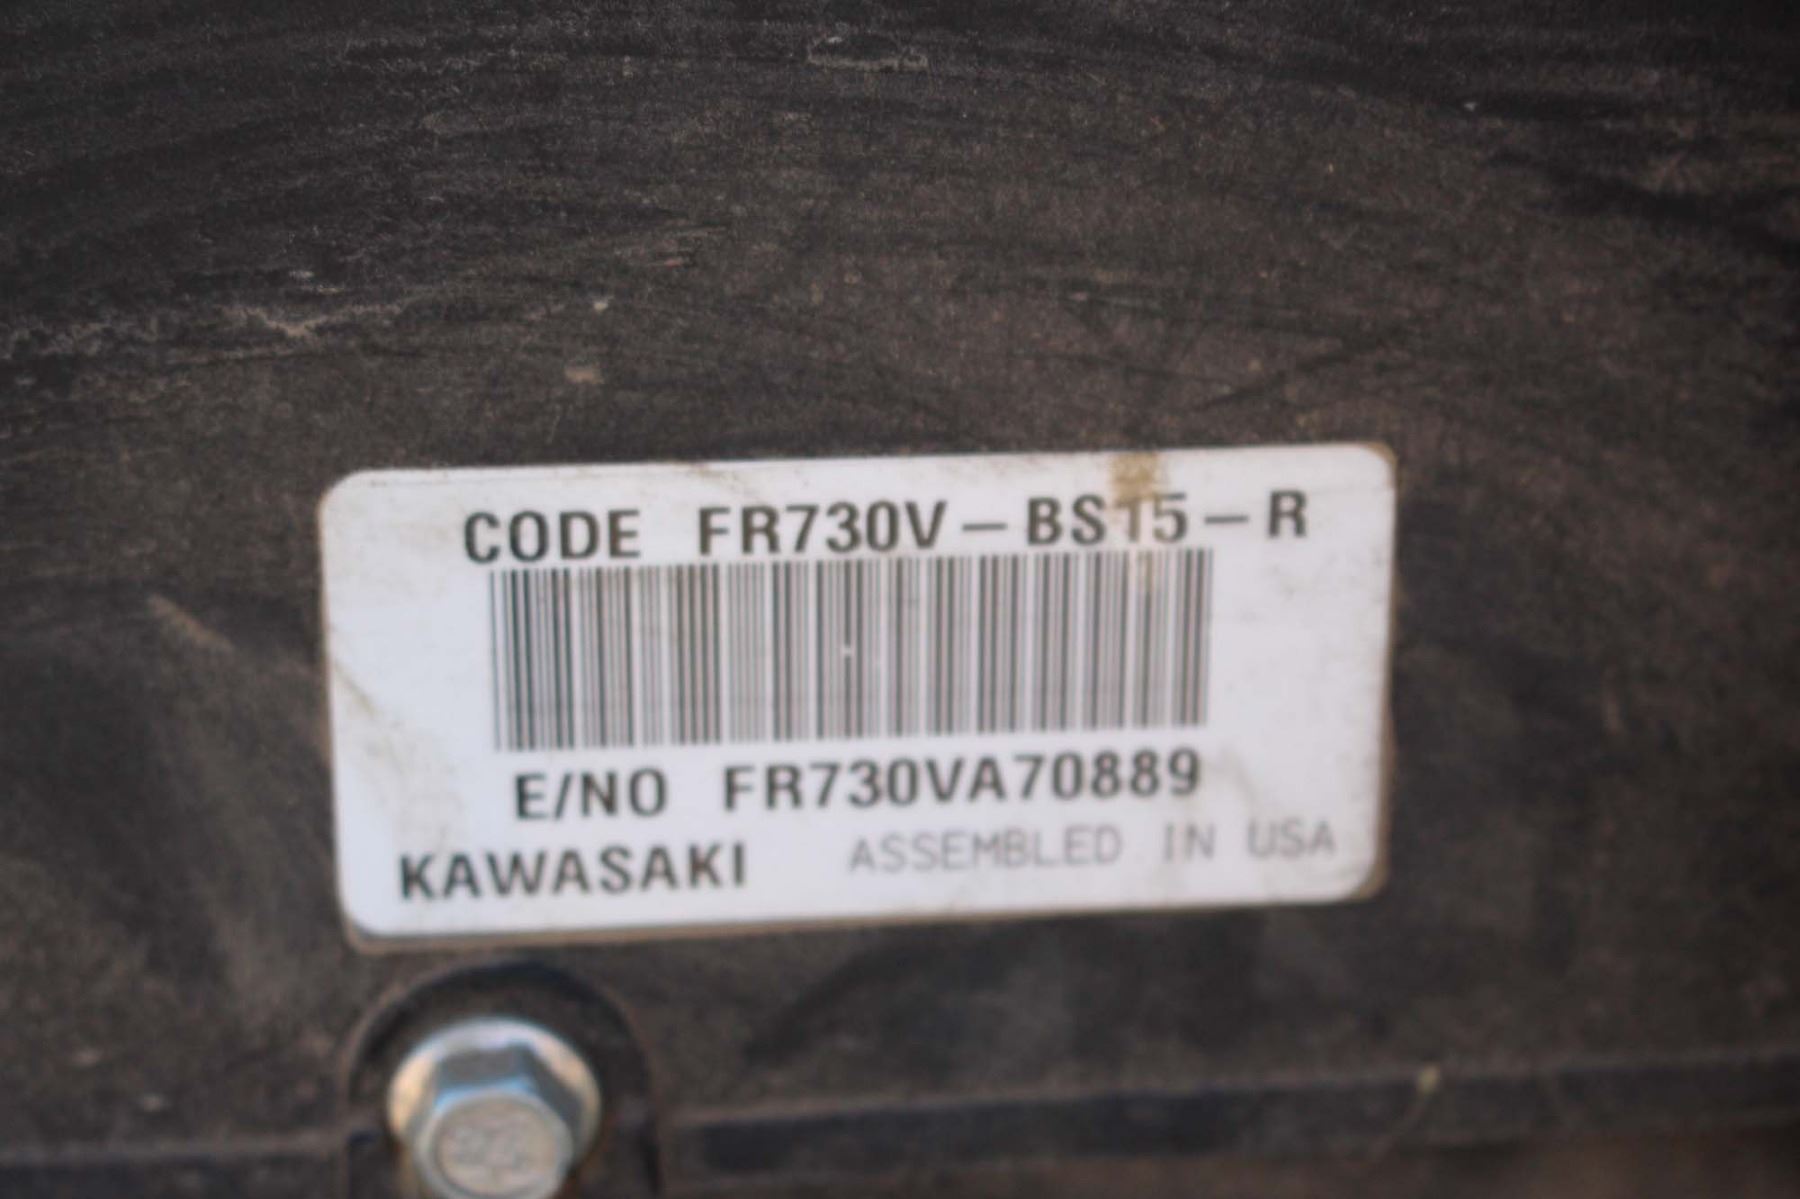 CODE FR730V-BS15-R
E/NO FR730VA70889
KAWASAKI ASSEMBLED IN USA